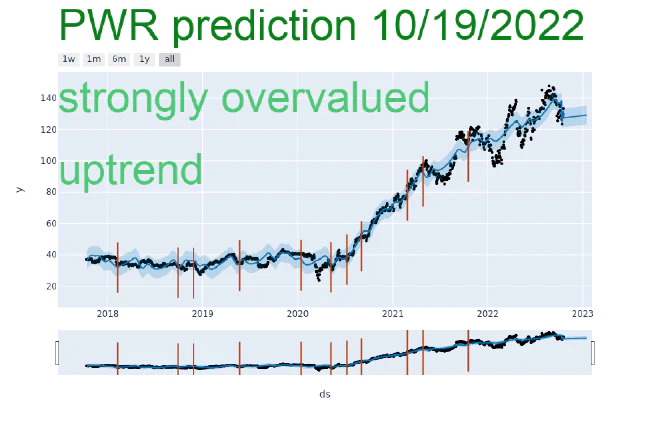 PWR prediction 10/19/2022
1w 1m 6m 1y all
strongly overvalued
uptrend
140
120
100
80
60
40
20
y
2018 2019 2020 2021 2022 2023
ds